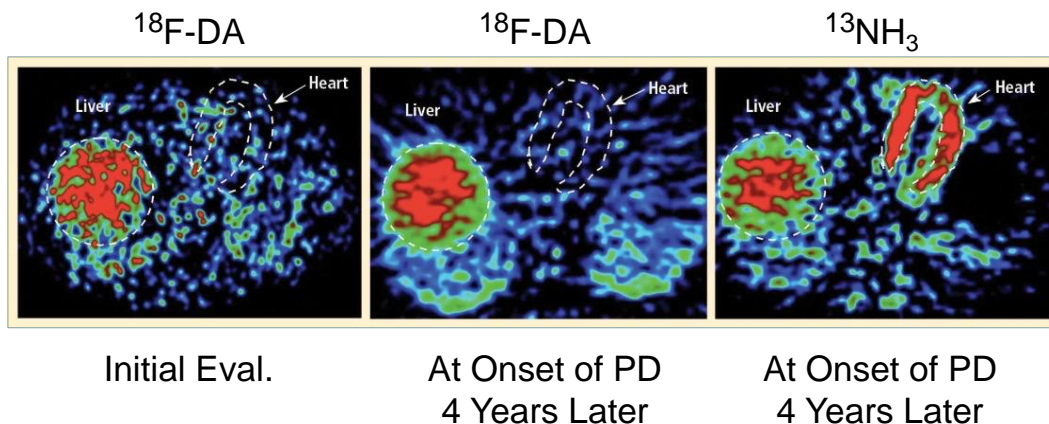 ¹⁸F-DA
¹⁸F-DA
¹³NH₃
Liver
Heart
Liver
Heart
Liver
Heart
Initial Eval.
At Onset of PD
4 Years Later
At Onset of PD
4 Years Later